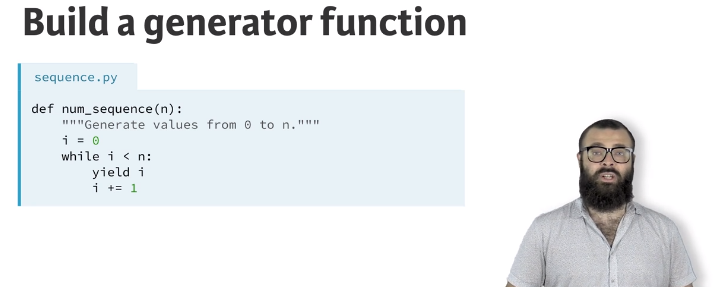 Build a generator function
sequence.py
def num_sequence(n):
    """Generate values from 0 to n."""
    i = 0
    while i < n:
        yield i
        i += 1